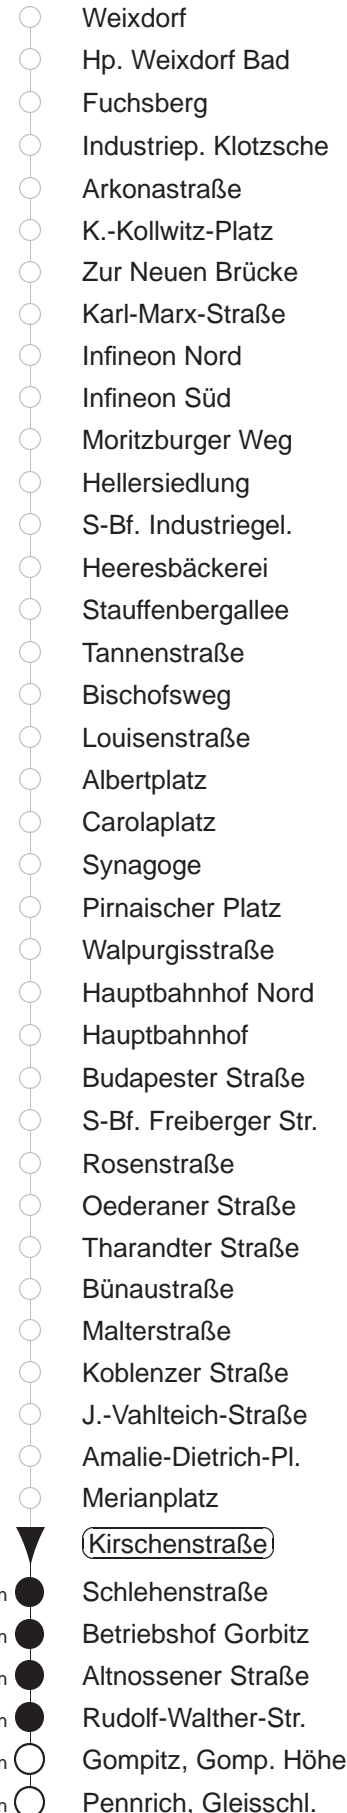 Weixdorf
Hp. Weixdorf Bad
Fuchsberg
Industriep. Klotzsche
Arkonastraße
K.-Kollwitz-Platz
Zur Neuen Brücke
Karl-Marx-Straße
Infineon Nord
Infineon Süd
Moritzburger Weg
Hellersiedlung
S-Bf. Industriegel.
Heeresbäckerei
Stauffenbergallee
Tannenstraße
Bischofsweg
Louisenstraße
Albertplatz
Carolaplatz
Synagoge
Pirnaischer Platz
Walpurgisstraße
Hauptbahnhof Nord
Hauptbahnhof
Budapester Straße
S-Bf. Freiberger Str.
Rosenstraße
Oederaner Straße
Tharandter Straße
Bünaustraße
Malterstraße
Koblenzer Straße
J.-Vahlteich-Straße
Amalie-Dietrich-Pl.
Merianplatz
Kirschenstraße
Schlehenstraße
Betriebshof Gorbitz
Altnossener Straße
Rudolf-Walther-Str.
Gompitz, Gomp. Höhe
Pennrich, Gleisschl.